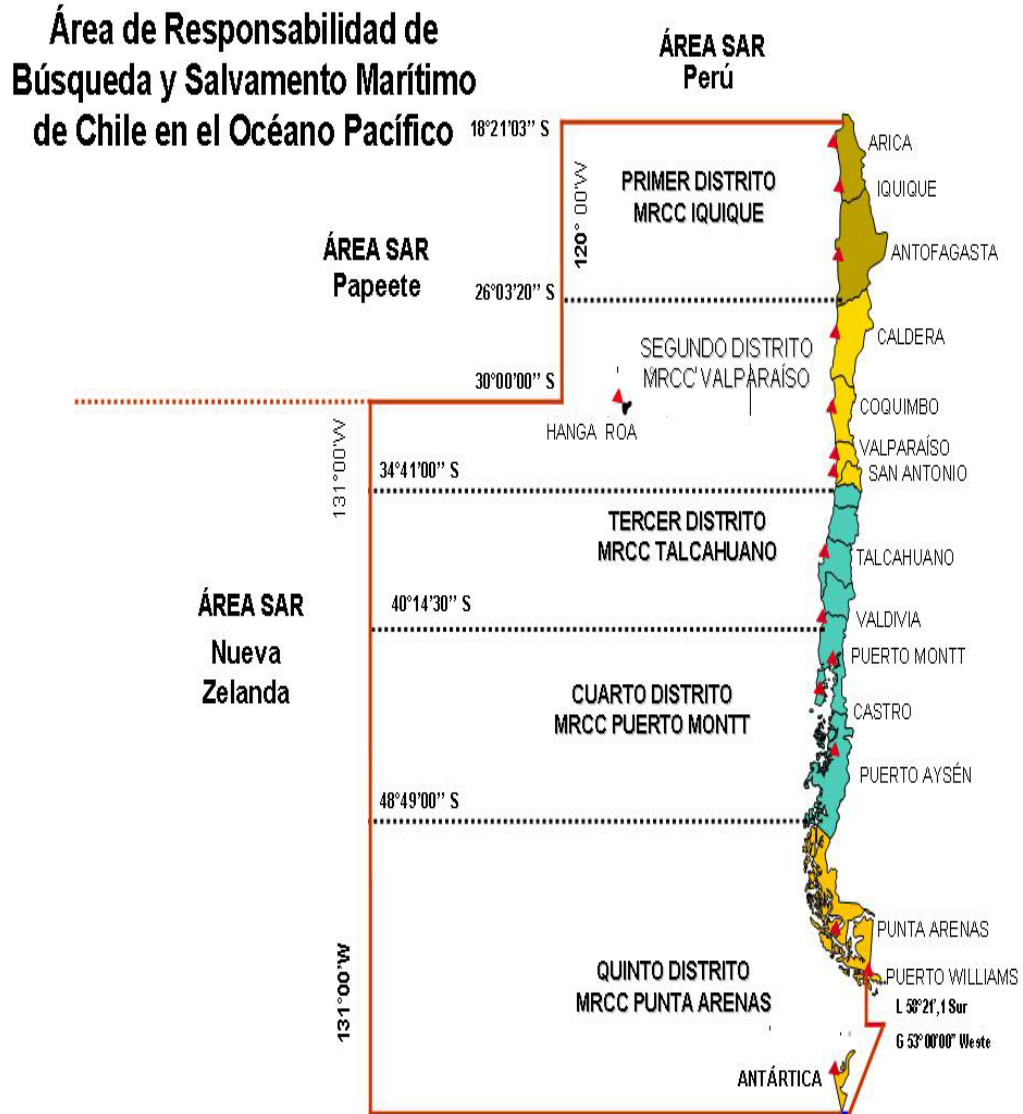 Área de Responsabilidad de
Búsqueda y Salvamento Marítimo
de Chile en el Océano Pacífico
ÁREA SAR
Perú
18°21'03'' S
ARICA
PRIMER DISTRITO
MRCC IQUIQUE
IQUIQUE
120° 00'W
ÁREA SAR
Papeete
ANTOFAGASTA
26°03'20'' S
SEGUNDO DISTRITO
MRCC VALPARAÍSO
CALDERA
30°00'00'' S
HANGA ROA
COQUIMBO
VALPARAÍSO
SAN ANTONIO
131°00'W
34°41'00'' S
TERCER DISTRITO
MRCC TALCAHUANO
TALCAHUANO
ÁREA SAR
Nueva
Zelanda
40°14'30'' S
VALDIVIA
PUERTO MONTT
CUARTO DISTRITO
MRCC PUERTO MONTT
CASTRO
PUERTO AYSÉN
48°49'00'' S
PUNTA ARENAS
131°00'W
QUINTO DISTRITO
MRCC PUNTA ARENAS
PUERTO WILLIAMS
L 58°21',1 Sur
G 53°00'00'' Weste
ANTÁRTICA